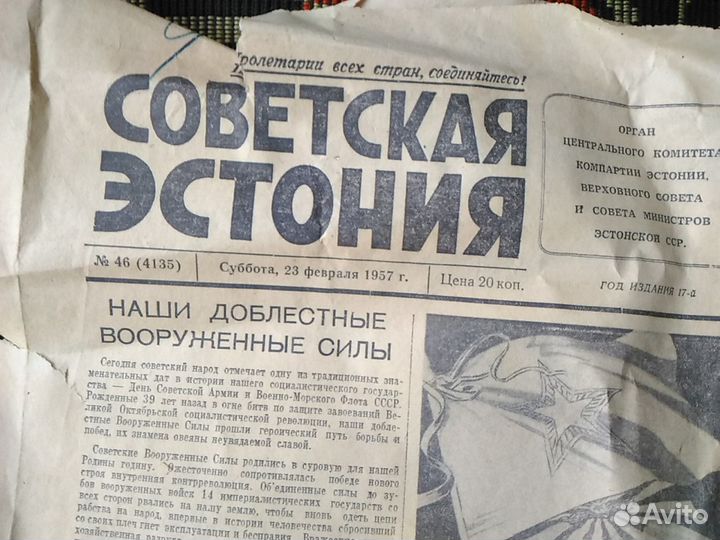 Пролетарии всех стран, соединяйтесь!
СОВЕТСКАЯ
ЭСТОНИЯ
ОРГАН
ЦЕНТРАЛЬНОГО КОМИТЕТА
КОМПАРТИИ ЭСТОНИИ,
ВЕРХОВНОГО СОВЕТА
И СОВЕТА МИНИСТРОВ
ЭСТОНСКОЙ ССР.
№ 46 (4135)
Суббота, 23 февраля 1957 г.
Цена 20 коп.
ГОД ИЗДАНИЯ 17-й
НАШИ ДОБЛЕСТНЫЕ
ВООРУЖЕННЫЕ СИЛЫ
Сегодня советский народ отмечает одну из традиционных зна-
менательных дат в истории нашего социалистического государ-
ства — День Советской Армии и Военно-Морского Флота СССР.
Рожденные 39 лет назад в огне битв по защите завоеваний Ве-
ликой Октябрьской социалистической революции, наши добле-
стные Вооруженные Силы прошли героический путь борьбы и
побед, их знамена овеяны неувядаемой славой.
Советские Вооруженные Силы родились в суровую для нашей
Родины годину. Ожесточенно сопротивлялась победе нового
строя внутренняя контрреволюция. Объединенные силы до зу-
бов вооруженных войск 14 империалистических государств со
всех сторон рвались на нашу землю, чтобы вновь одеть цепи
рабства на народ, впервые в истории человечества сбросивший
со своих плеч гнет эксплуатации и бесправия.
хозяйственная
Avito